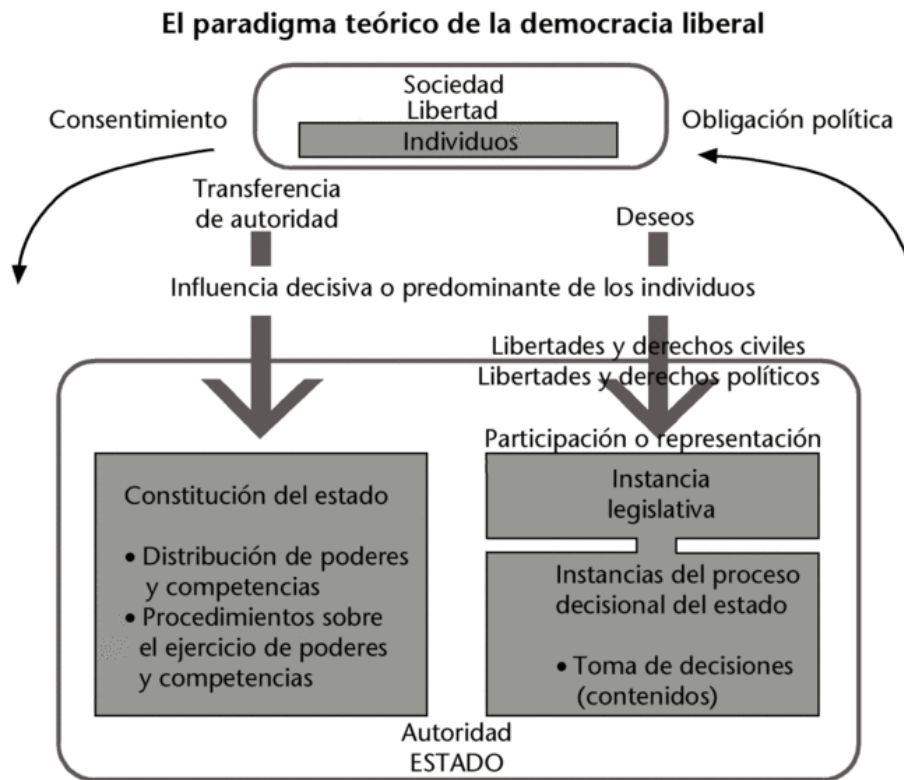 El paradigma teórico de la democracia liberal
Sociedad
Libertad
Individuos
Consentimiento
Obligación política
Transferencia
de autoridad
Deseos
Influencia decisiva o predominante de los individuos
Libertades y derechos civiles
Libertades y derechos políticos
Participación o representación
Constitución del estado
• Distribución de poderes
y competencias
• Procedimientos sobre
el ejercicio de poderes
y competencias
Instancia
legislativa
Instancias del proceso
decisional del estado
• Toma de decisiones
(contenidos)
Autoridad
ESTADO